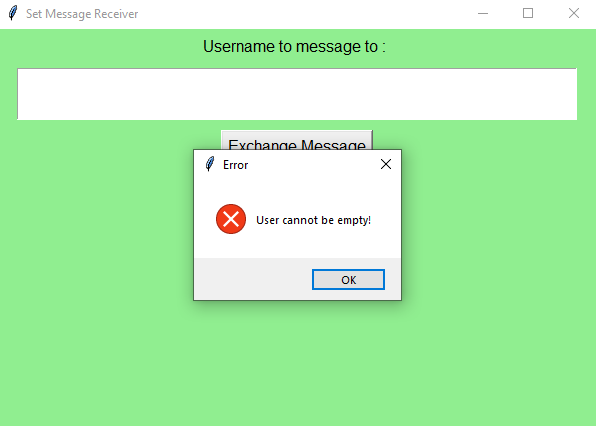 Set Message Receiver
Username to message to :
Exchange Message
Error
User cannot be empty!
OK